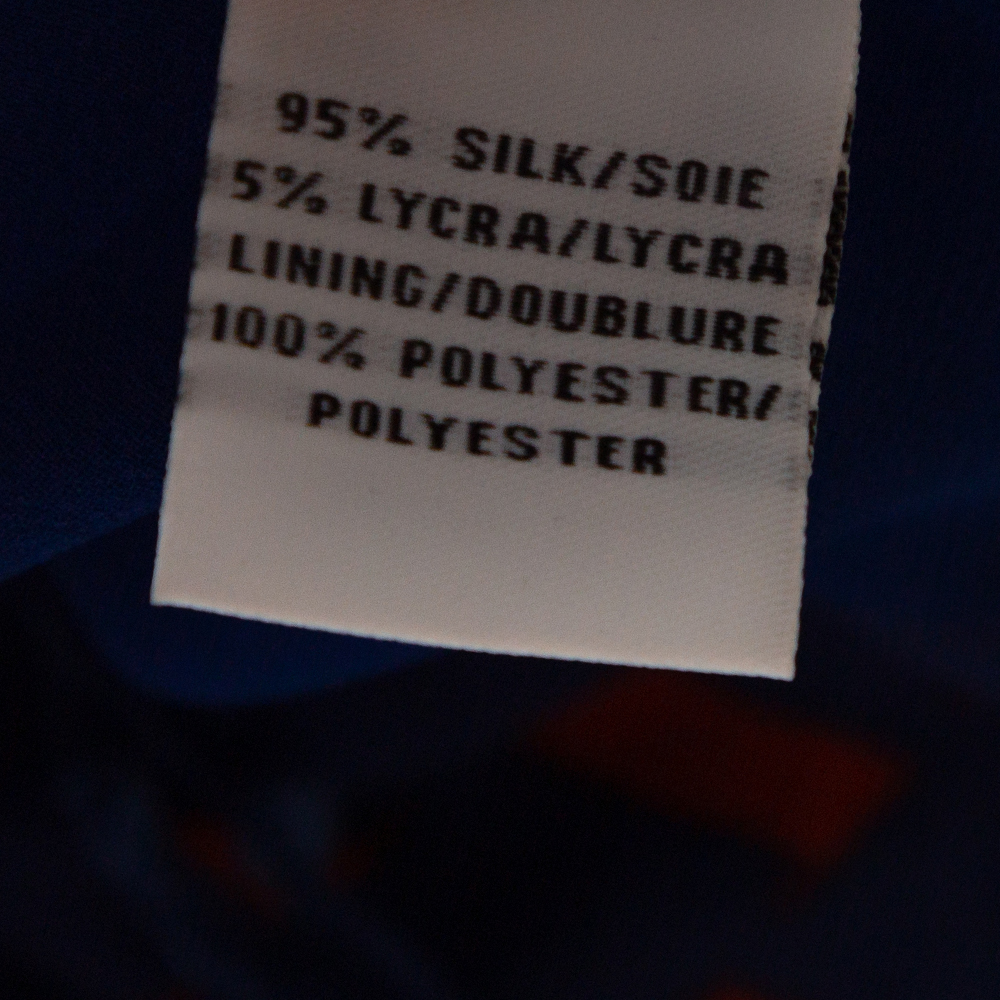 95% SILK/SOIE
5% LYCRA/LYCRA
LINING/DOUBLURE
100% POLYESTER/
POLYESTER